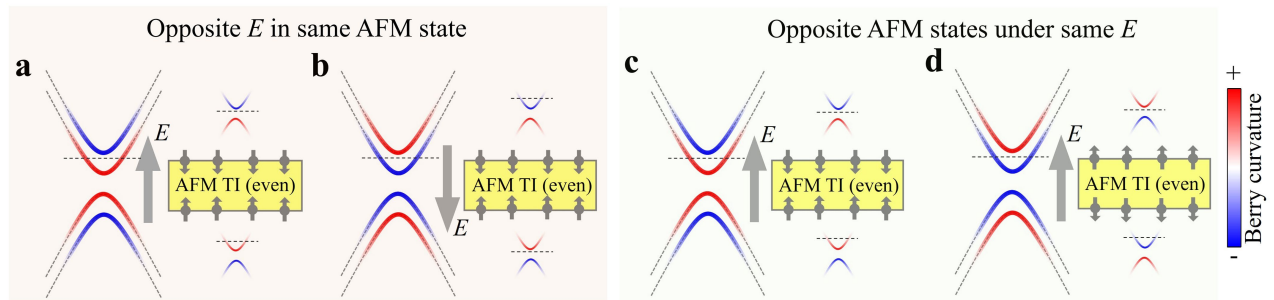 Opposite E in same AFM state
Opposite AFM states under same E
a
E
AFM TI (even)
b
E
AFM TI (even)
c
E
AFM TI (even)
d
E
AFM TI (even)
+
Berry curvature
-